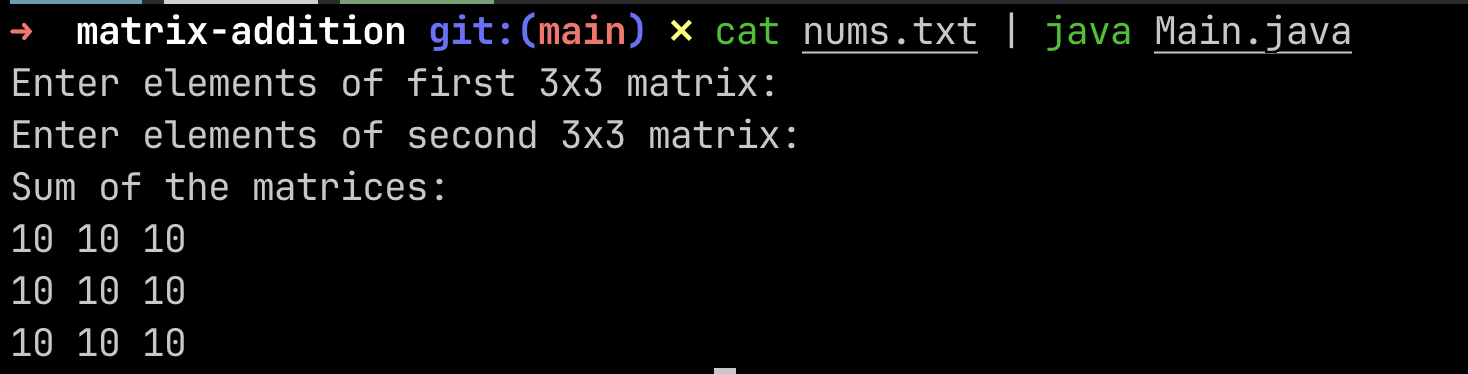 ➜ matrix-addition git:(main) × cat nums.txt | java Main.java
Enter elements of first 3x3 matrix:
Enter elements of second 3x3 matrix:
Sum of the matrices:
10 10 10
10 10 10
10 10 10